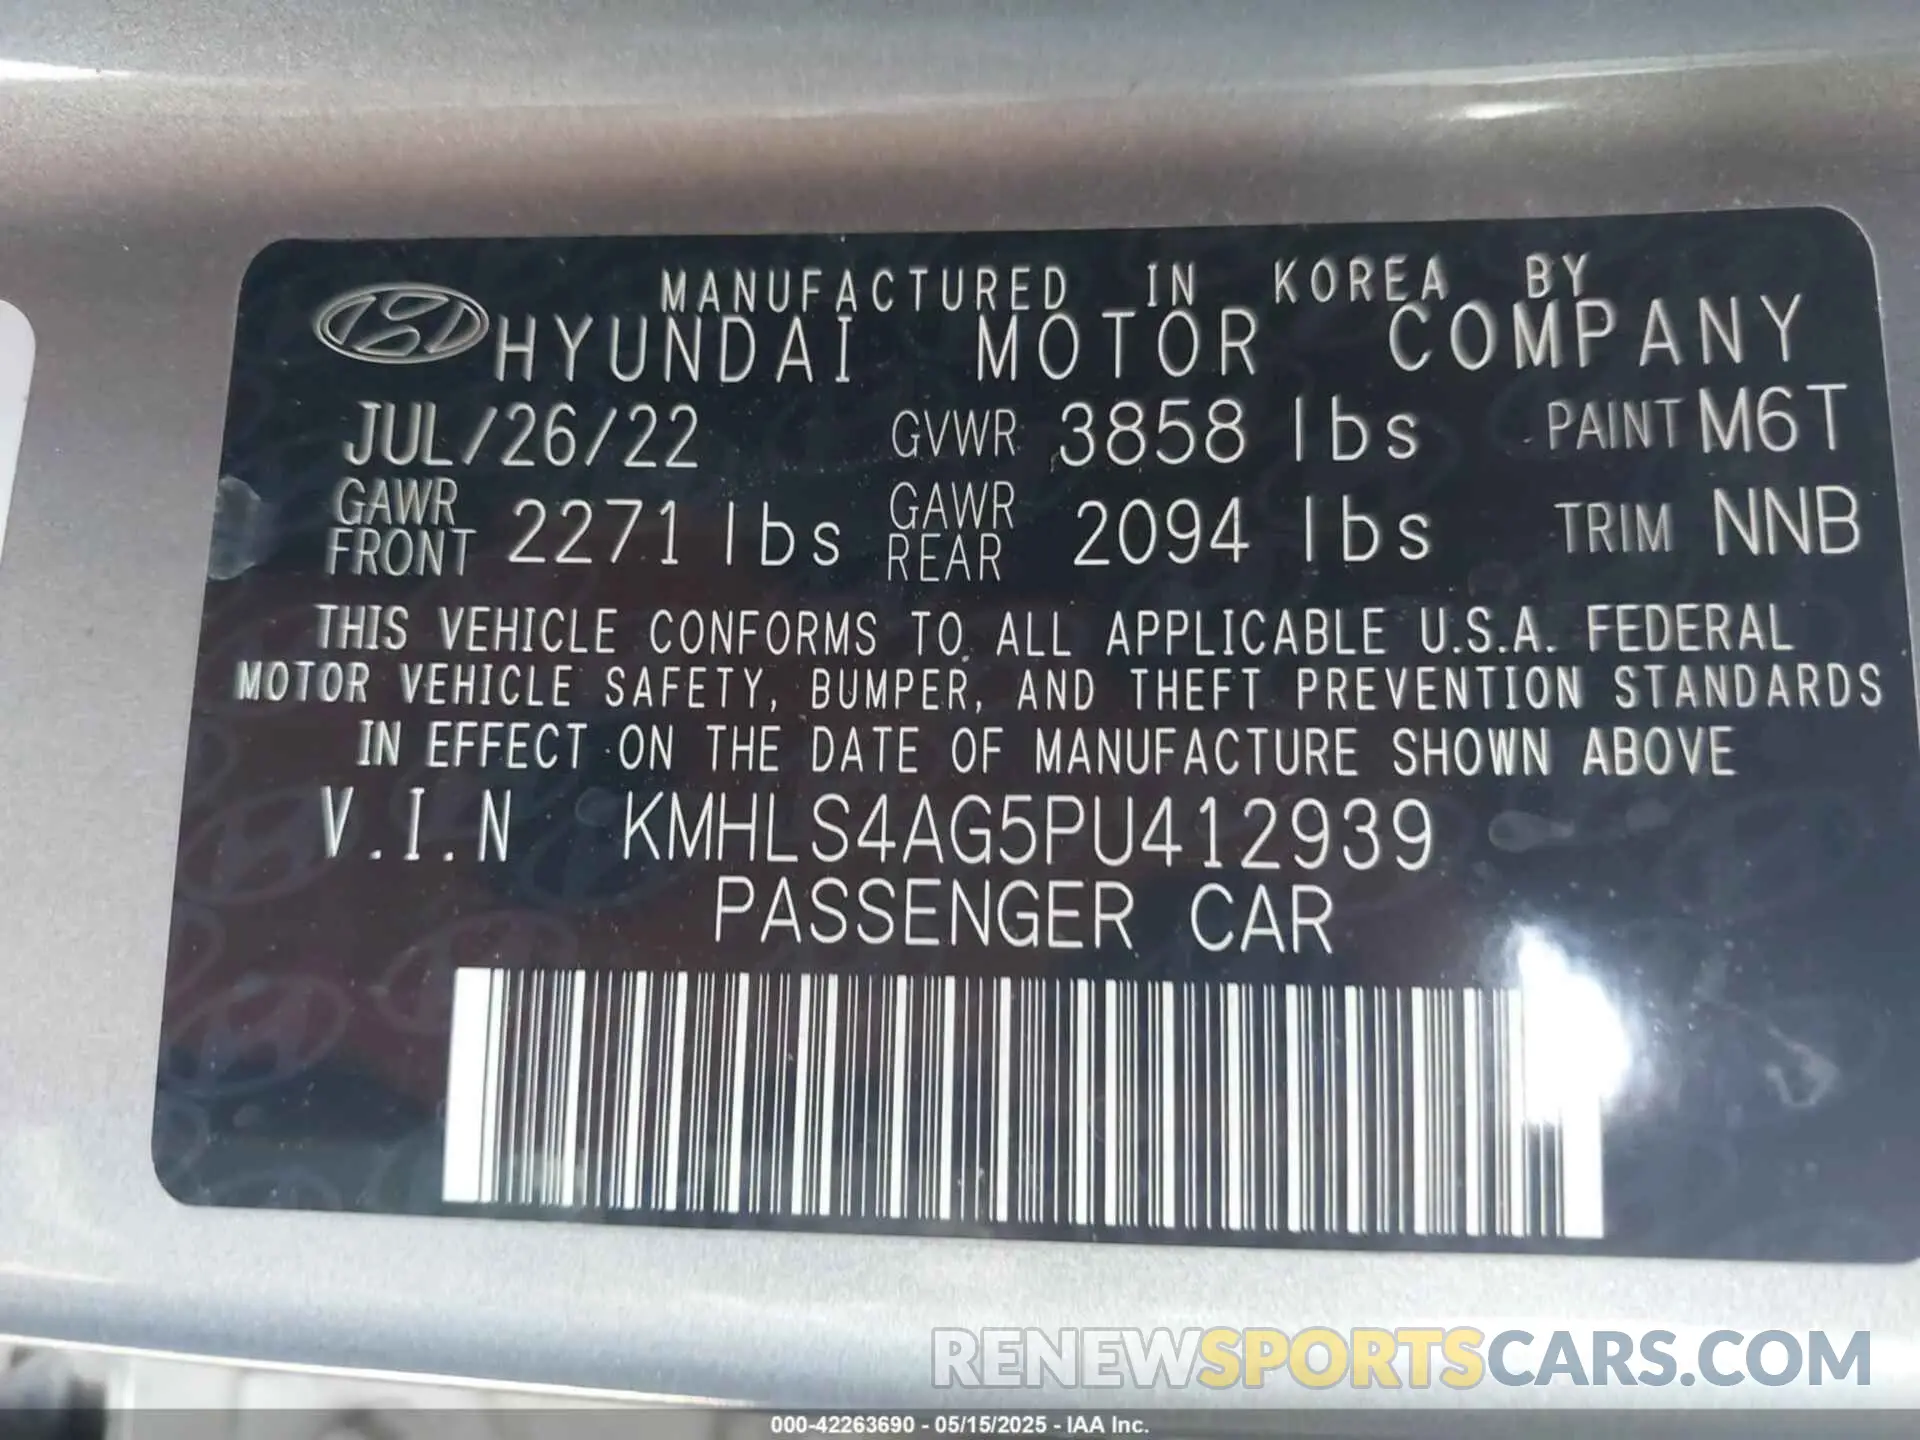 MANUFACTURED IN KOREA BY
HYUNDAI MOTOR COMPANY
JUL/26/22 GVWR 3858 lbs PAINT M6T
GAWR FRONT 2271 lbs GAWR REAR 2094 lbs TRIM NNB
THIS VEHICLE CONFORMS TO ALL APPLICABLE U.S.A. FEDERAL
MOTOR VEHICLE SAFETY, BUMPER, AND THEFT PREVENTION STANDARDS
IN EFFECT ON THE DATE OF MANUFACTURE SHOWN ABOVE
V.I.N KMHLS4AG5PU412939
PASSENGER CAR
RENEWSPORTSCARS.COM
000-42263690 - 05/15/2025 - IAA Inc.